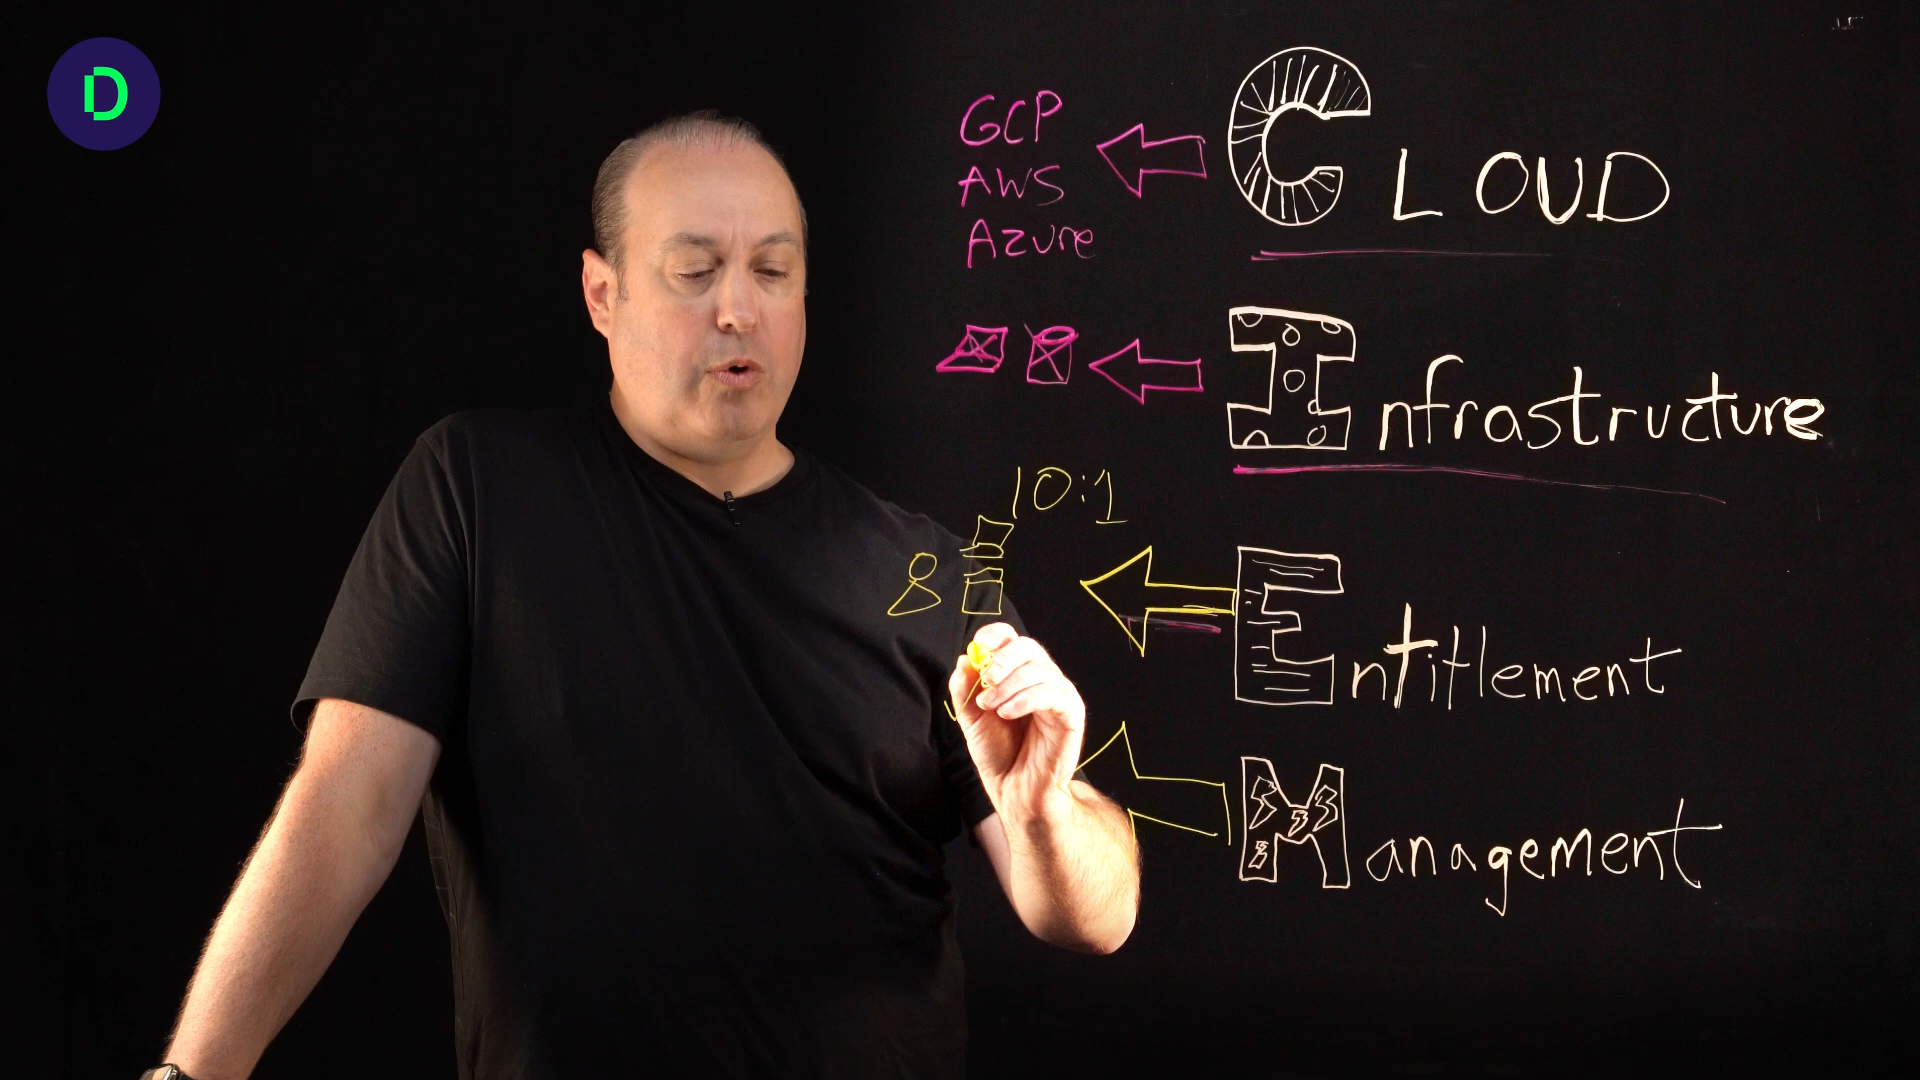 D
GCP
AWS
Azure
CLOUD
Infrastructure
10:1
Entitlement
Management